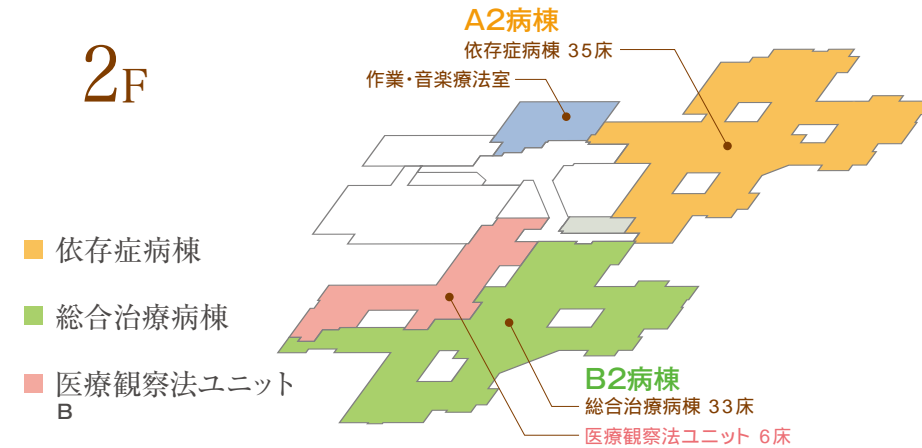 2F
A2病棟
依存症病棟 35床
作業・音楽療法室
依存症病棟
総合治療病棟
医療観察法ユニット
B
B2病棟
総合治療病棟 33床
医療観察法ユニット 6床